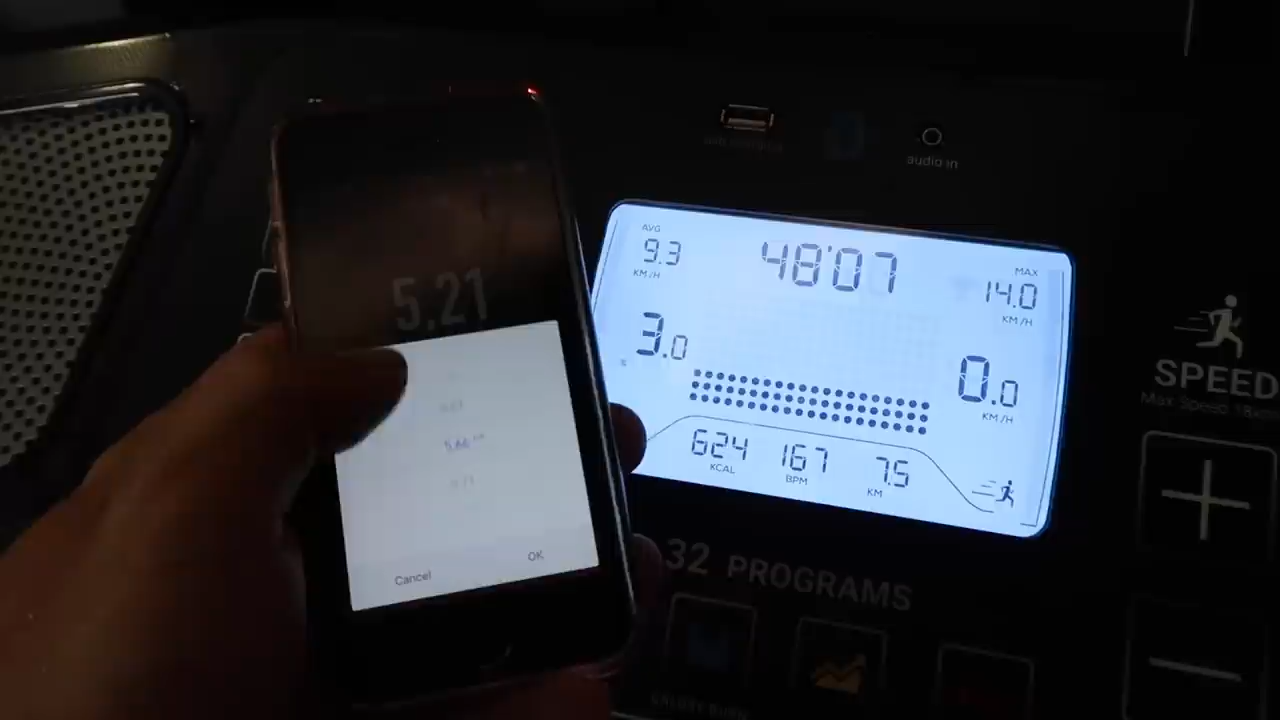 audio in
AVG
9.3
KM/H
48'07
MAX
14.0
KM/H
3.0
0.0
KM/H
624
KCAL
167
BPM
7.5
KM
5.21
Cancel
OK
SPEED
32 PROGRAMS